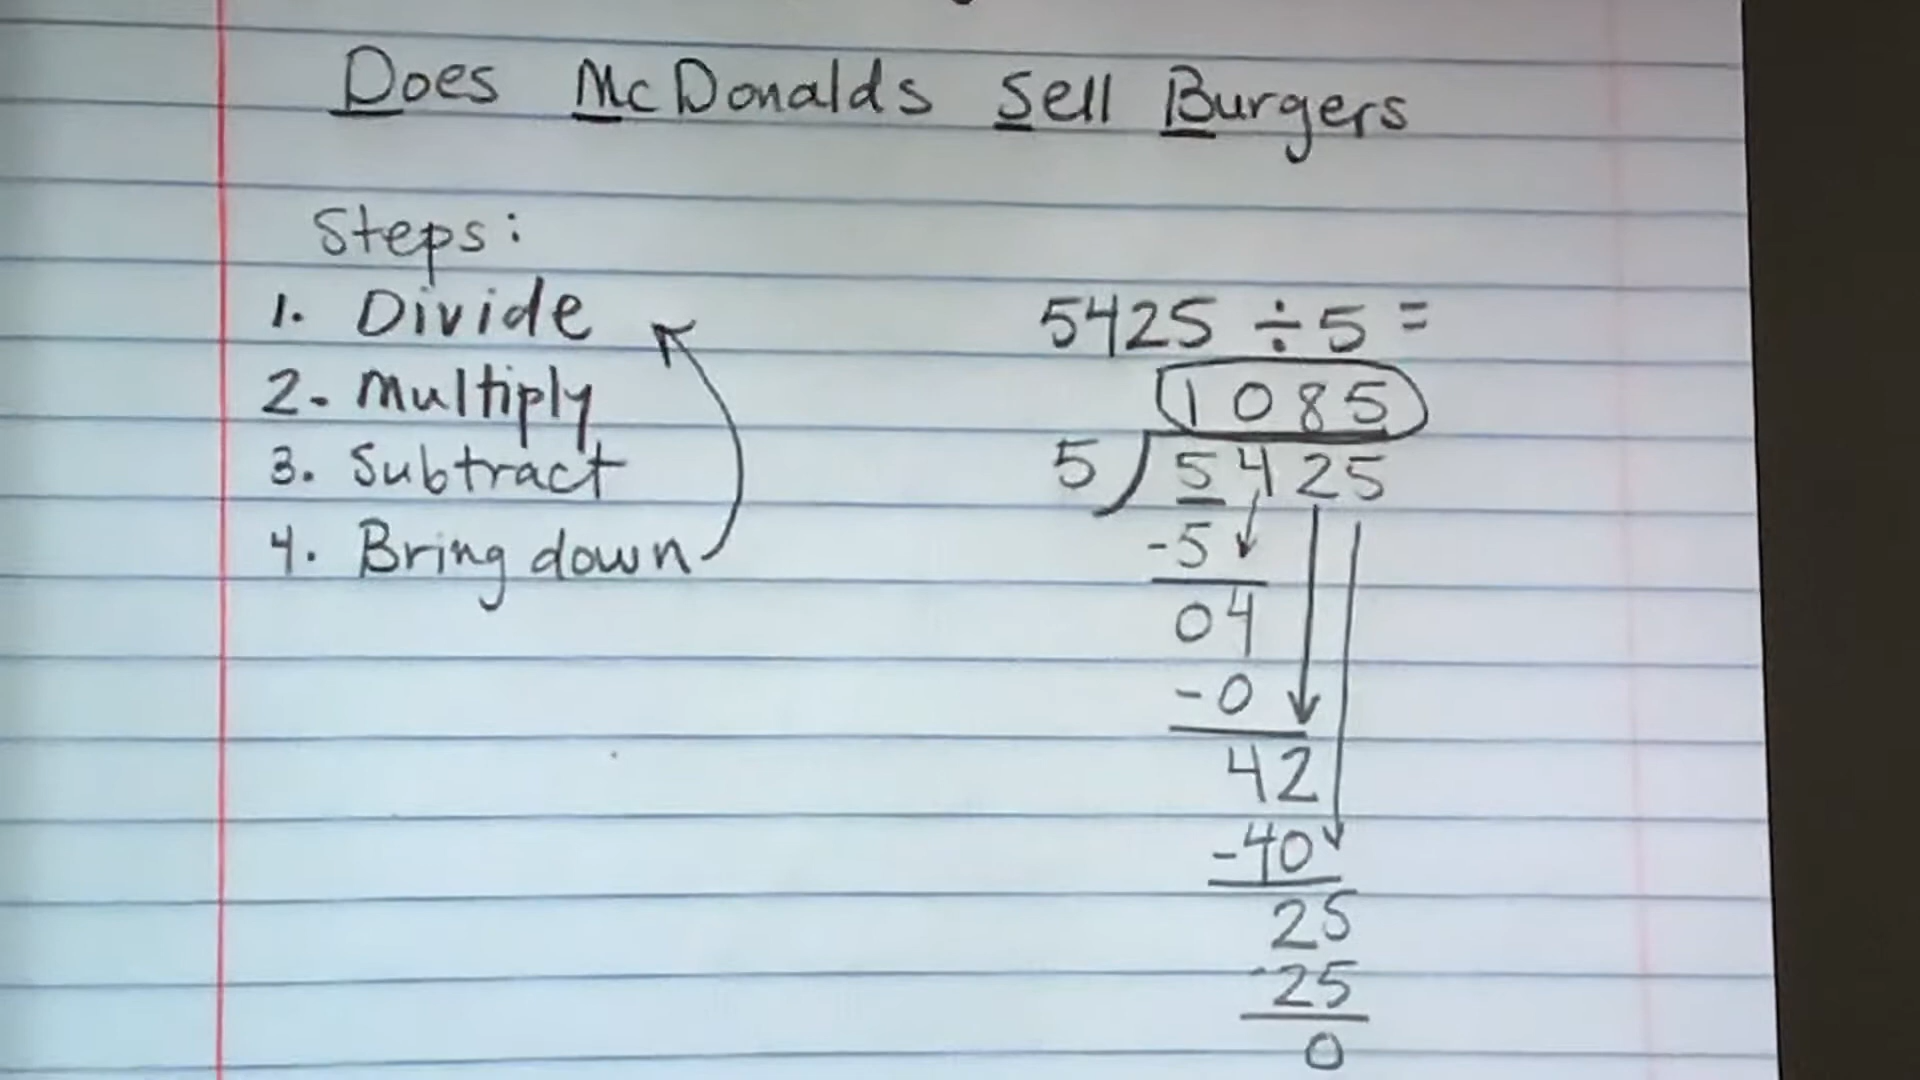 Does McDonalds Sell Burgers
Steps:
1. Divide
2. Multiply
3. Subtract
4. Bring down
5425 ÷ 5 =
1085
5 ) 5425
-5
04
-0
42
-40
25
-25
0